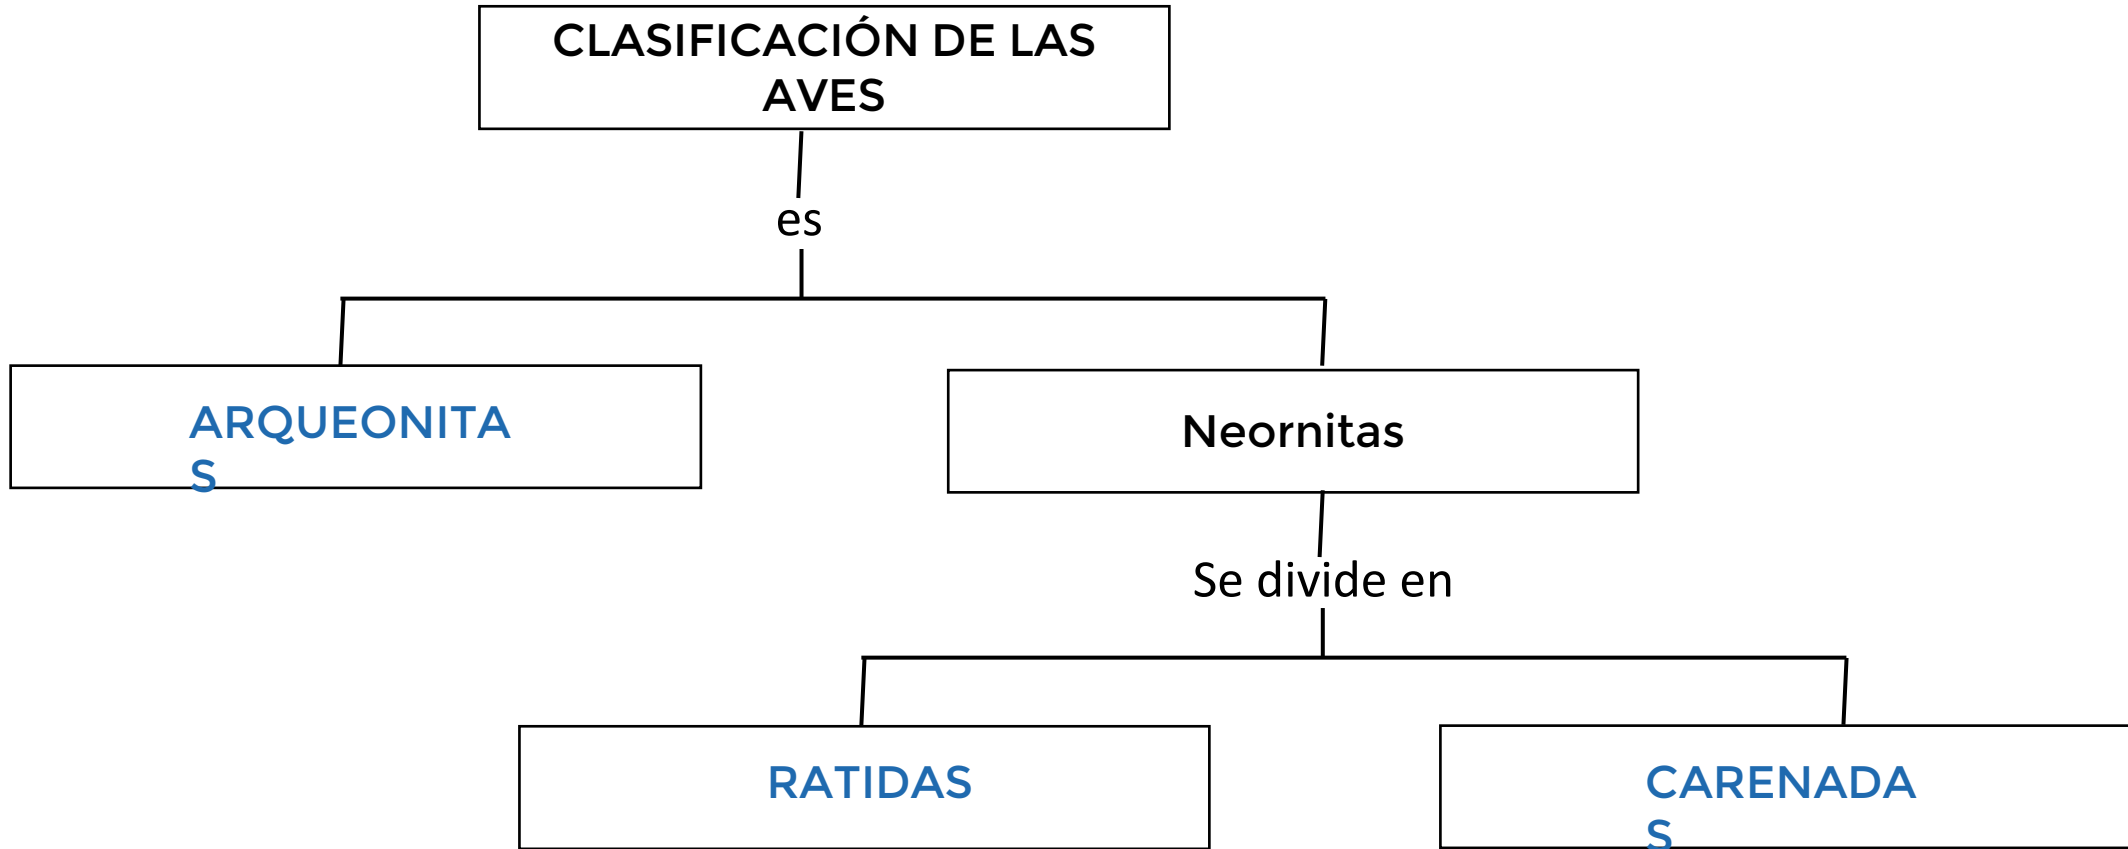 CLASIFICACIÓN DE LAS
AVES
es
ARQUEONITA
S
Neornitas
Se divide en
RATIDAS
CARENADA
S